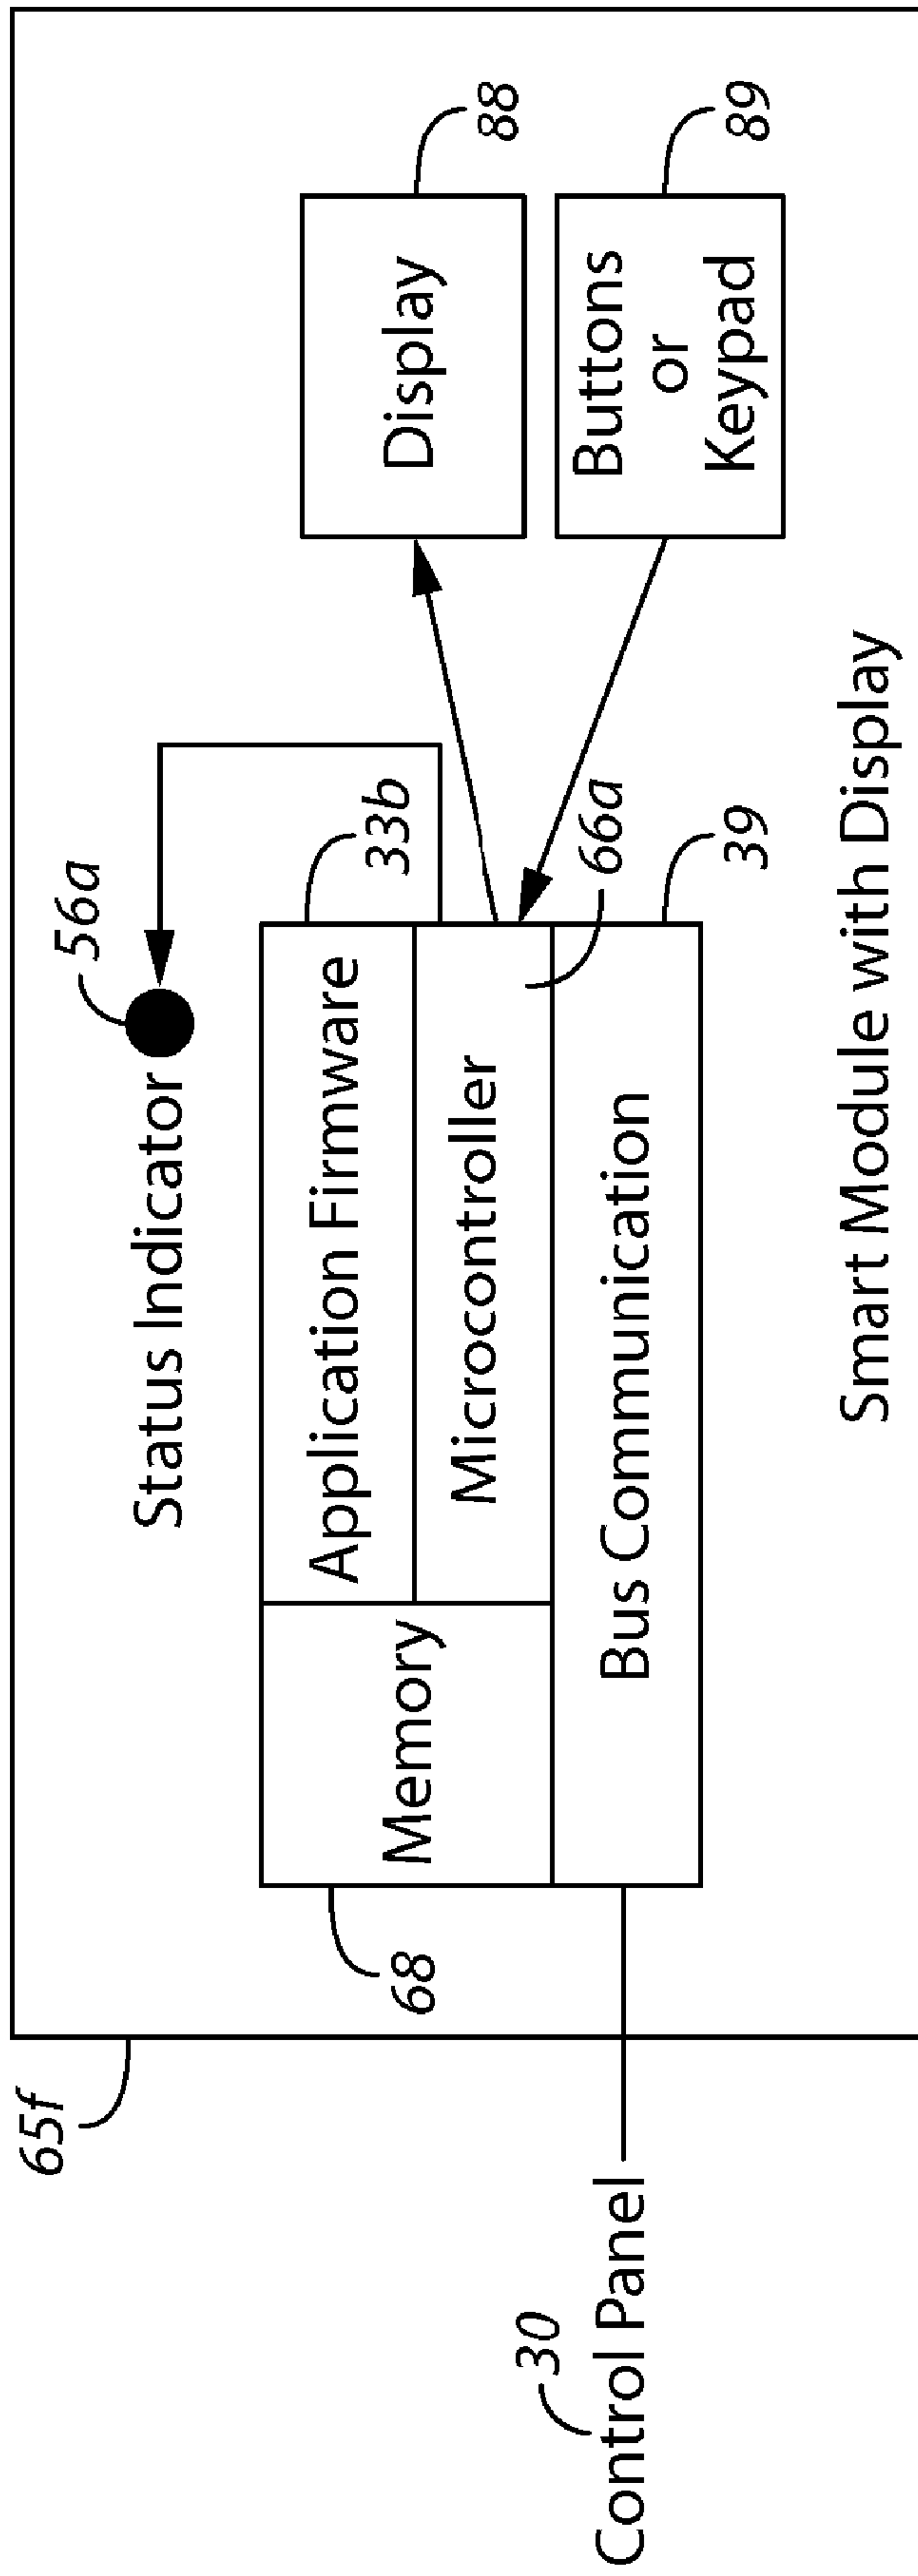 65f
56a
Status Indicator
Application Firmware
33b
Memory
Microcontroller
66a
68
Bus Communication
39
Display
88
Buttons
or
Keypad
89
30
Control Panel
Smart Module with Display